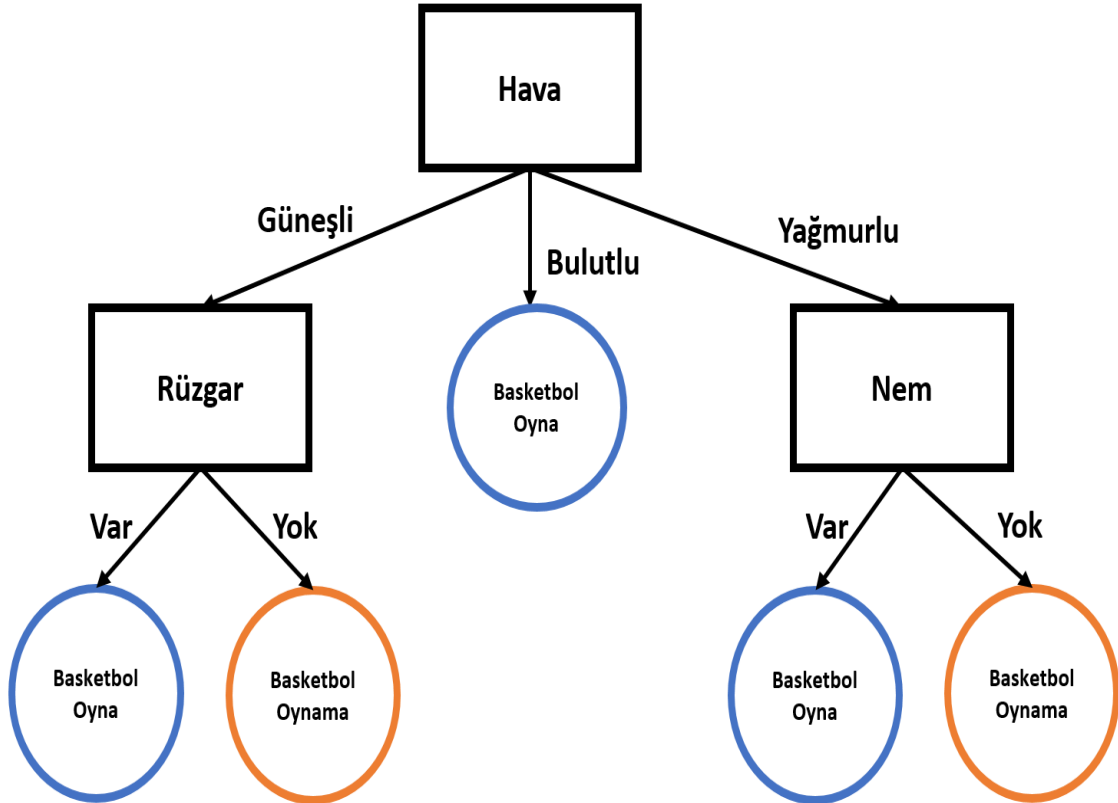 Hava
Güneşli
Yağmurlu
Bulutlu
Rüzgar
Basketbol
Oyna
Nem
Var
Yok
Var
Yok
Basketbol
Oyna
Basketbol
Oynama
Basketbol
Oyna
Basketbol
Oynama